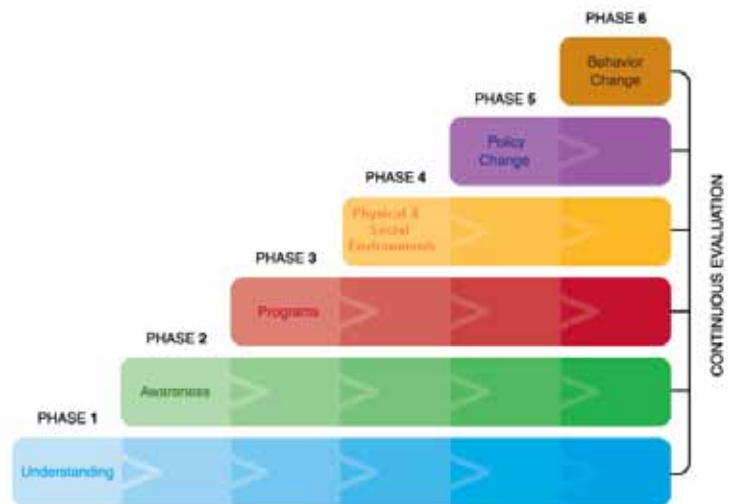 PHASE 6
Behavior
Change
PHASE 5
Policy
Change
PHASE 4
Physical &
Social
Environments
PHASE 3
Programs
PHASE 2
Awareness
PHASE 1
Understanding
CONTINUOUS EVALUATION